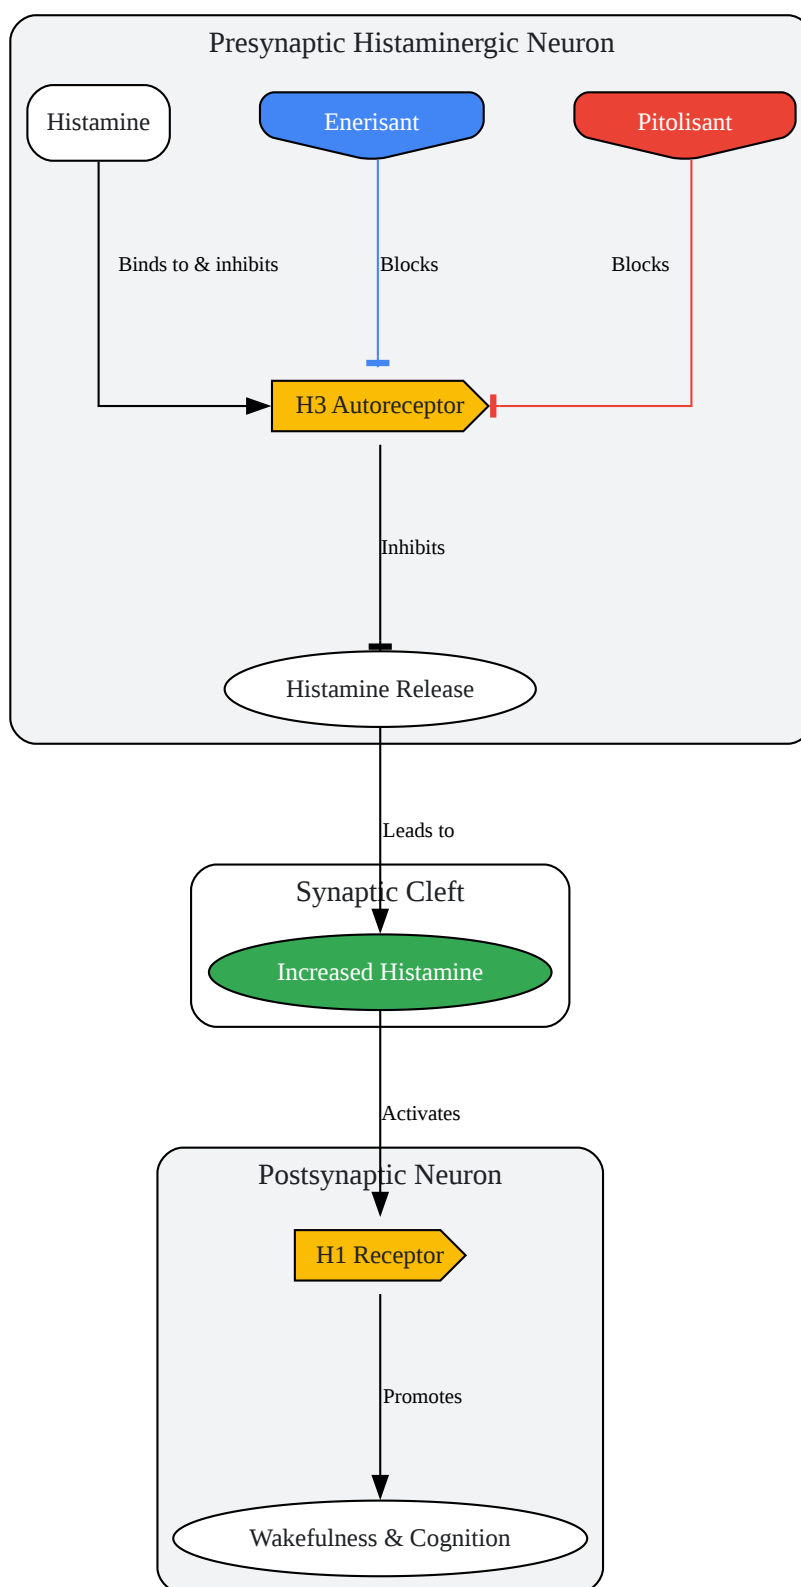 Presynaptic Histaminergic Neuron
Histamine
Enerisant
Pitolisant
Binds to & inhibits
Blocks
Blocks
H3 Autoreceptor
Inhibits
Histamine Release
Leads to
Synaptic Cleft
Increased Histamine
Activates
Postsynaptic Neuron
H1 Receptor
Promotes
Wakefulness & Cognition